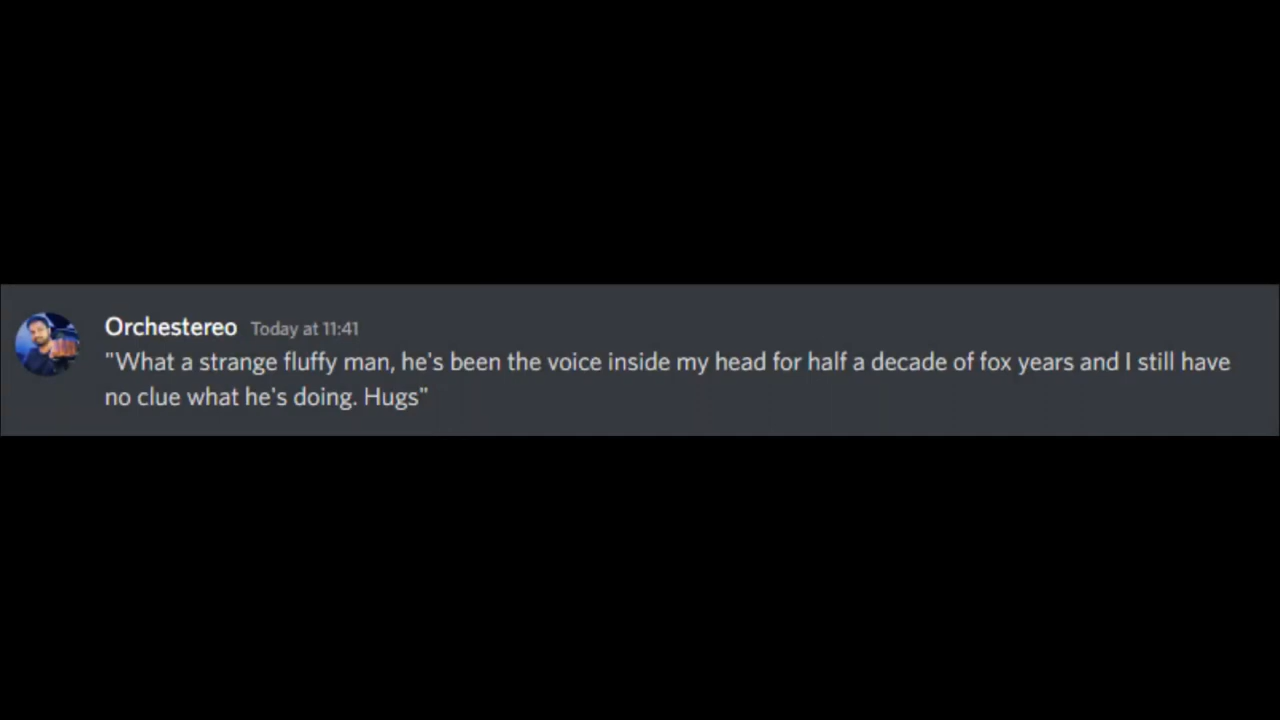 Orchestereo Today at 11:41
"What a strange fluffy man, he's been the voice inside my head for half a decade of fox years and I still have
no clue what he's doing. Hugs"